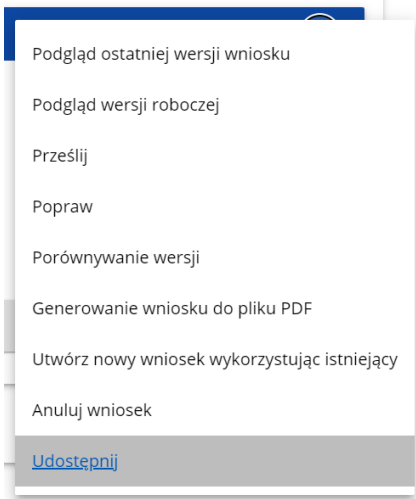 Podgląd ostatniej wersji wniosku
Podgląd wersji roboczej
Prześlij
Popraw
Porównywanie wersji
Generowanie wniosku do pliku PDF
Utwórz nowy wniosek wykorzystując istniejący
Anuluj wniosek
Udostępnij